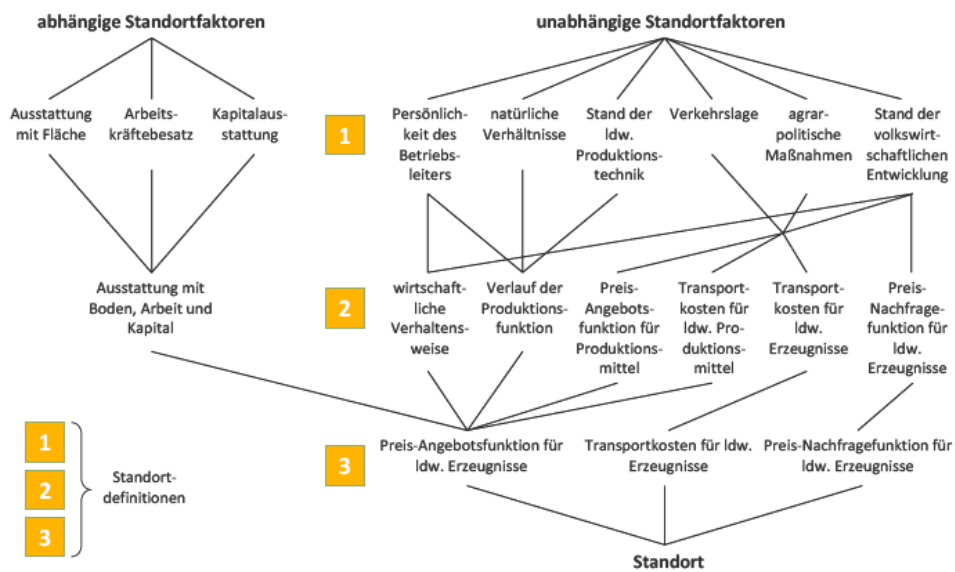 abhängige Standortfaktoren
unabhängige Standortfaktoren
Ausstattung
mit Fläche
Arbeits-
kräftebesatz
Kapitalaus-
stattung
1
Persönlich-
keit des
Betriebs-
leiters
natürliche
Verhältnisse
Stand der
ldw.
Produktions-
technik
Verkehrslage
agrar-
politische
Maßnahmen
Stand der
volkswirt-
schaftlichen
Entwicklung
Ausstattung mit
Boden, Arbeit und
Kapital
2
wirtschaft-
liche
Verhaltens-
weise
Verlauf der
Produktions-
funktion
Preis-
Angebots-
funktion für
Produktions-
mittel
Transport-
kosten für
ldw. Pro-
duktions-
mittel
Transport-
kosten für
ldw.
Erzeugnisse
Preis-
Nachfrage-
funktion für
ldw.
Erzeugnisse
3
Preis-Angebotsfunktion für
ldw. Erzeugnisse
Transportkosten für ldw.
Erzeugnisse
Preis-Nachfragefunktion für
ldw. Erzeugnisse
1
2
3
Standort-
definitionen
Standort